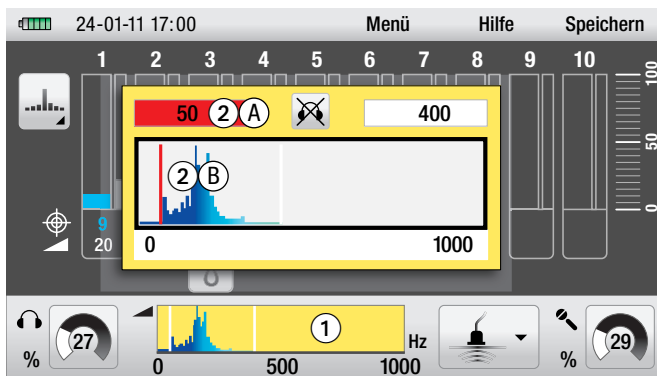 24-01-11 17:00 Menü Hilfe Speichern
1 2 3 4 5 6 7 8 9 10
100
50 2 A 400
50
2 B
0
9
20
0 1000
27 % 1 Hz 29 %
0 500 1000